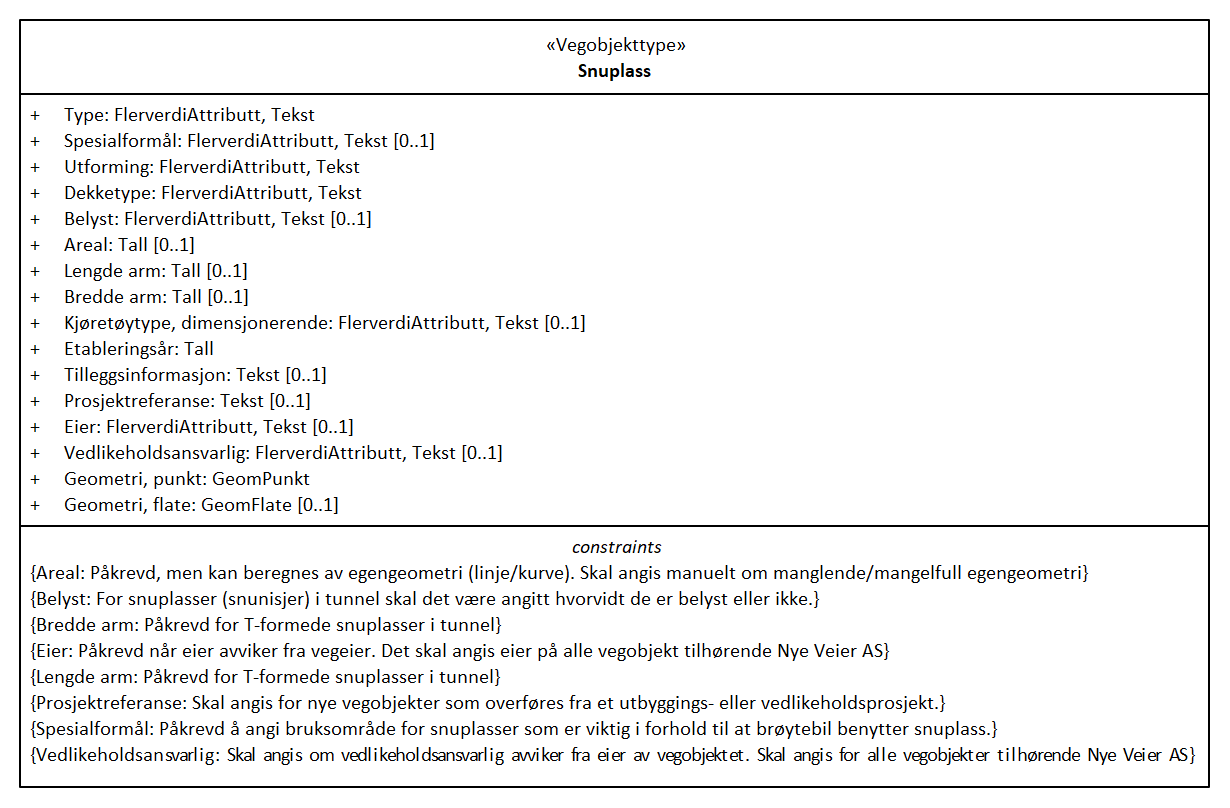 «Vegobjekttype»
Snuplass
+ Type: FlerverdiAttributt, Tekst
+ Spesialformål: FlerverdiAttributt, Tekst [0..1]
+ Utforming: FlerverdiAttributt, Tekst
+ Dekketype: FlerverdiAttributt, Tekst
+ Belyst: FlerverdiAttributt, Tekst [0..1]
+ Areal: Tall [0..1]
+ Lengde arm: Tall [0..1]
+ Bredde arm: Tall [0..1]
+ Kjøretøytype, dimensjonerende: FlerverdiAttributt, Tekst [0..1]
+ Etableringsår: Tall
+ Tilleggsinformasjon: Tekst [0..1]
+ Prosjektreferanse: Tekst [0..1]
+ Eier: FlerverdiAttributt, Tekst [0..1]
+ Vedlikeholdsansvarlig: FlerverdiAttributt, Tekst [0..1]
+ Geometri, punkt: GeomPunkt
+ Geometri, flate: GeomFlate [0..1]
constraints
{Areal: Påkrevd, men kan beregnes av egengeometri (linje/kurve). Skal angis manuelt om manglende/mangelfull egengeometri}
{Belyst: For snuplasser (snunisjer) i tunnel skal det være angitt hvorvidt de er belyst eller ikke.}
{Bredde arm: Påkrevd for T-formede snuplasser i tunnel}
{Eier: Påkrevd når eier avviker fra vegeier. Det skal angis eier på alle vegobjekt tilhørende Nye Veier AS}
{Lengde arm: Påkrevd for T-formede snuplasser i tunnel}
{Prosjektreferanse: Skal angis for nye vegobjekter som overføres fra et utbyggings- eller vedlikeholdsprosjekt.}
{Spesialformål: Påkrevd å angi bruksområde for snuplasser som er viktig i forhold til at brøytebil benytter snuplass.}
{Vedlikeholdsansvarlig: Skal angis om vedlikeholdsansvarlig avviker fra eier av vegobjektet. Skal angis for alle vegobjekter tilhørende Nye Veier AS}